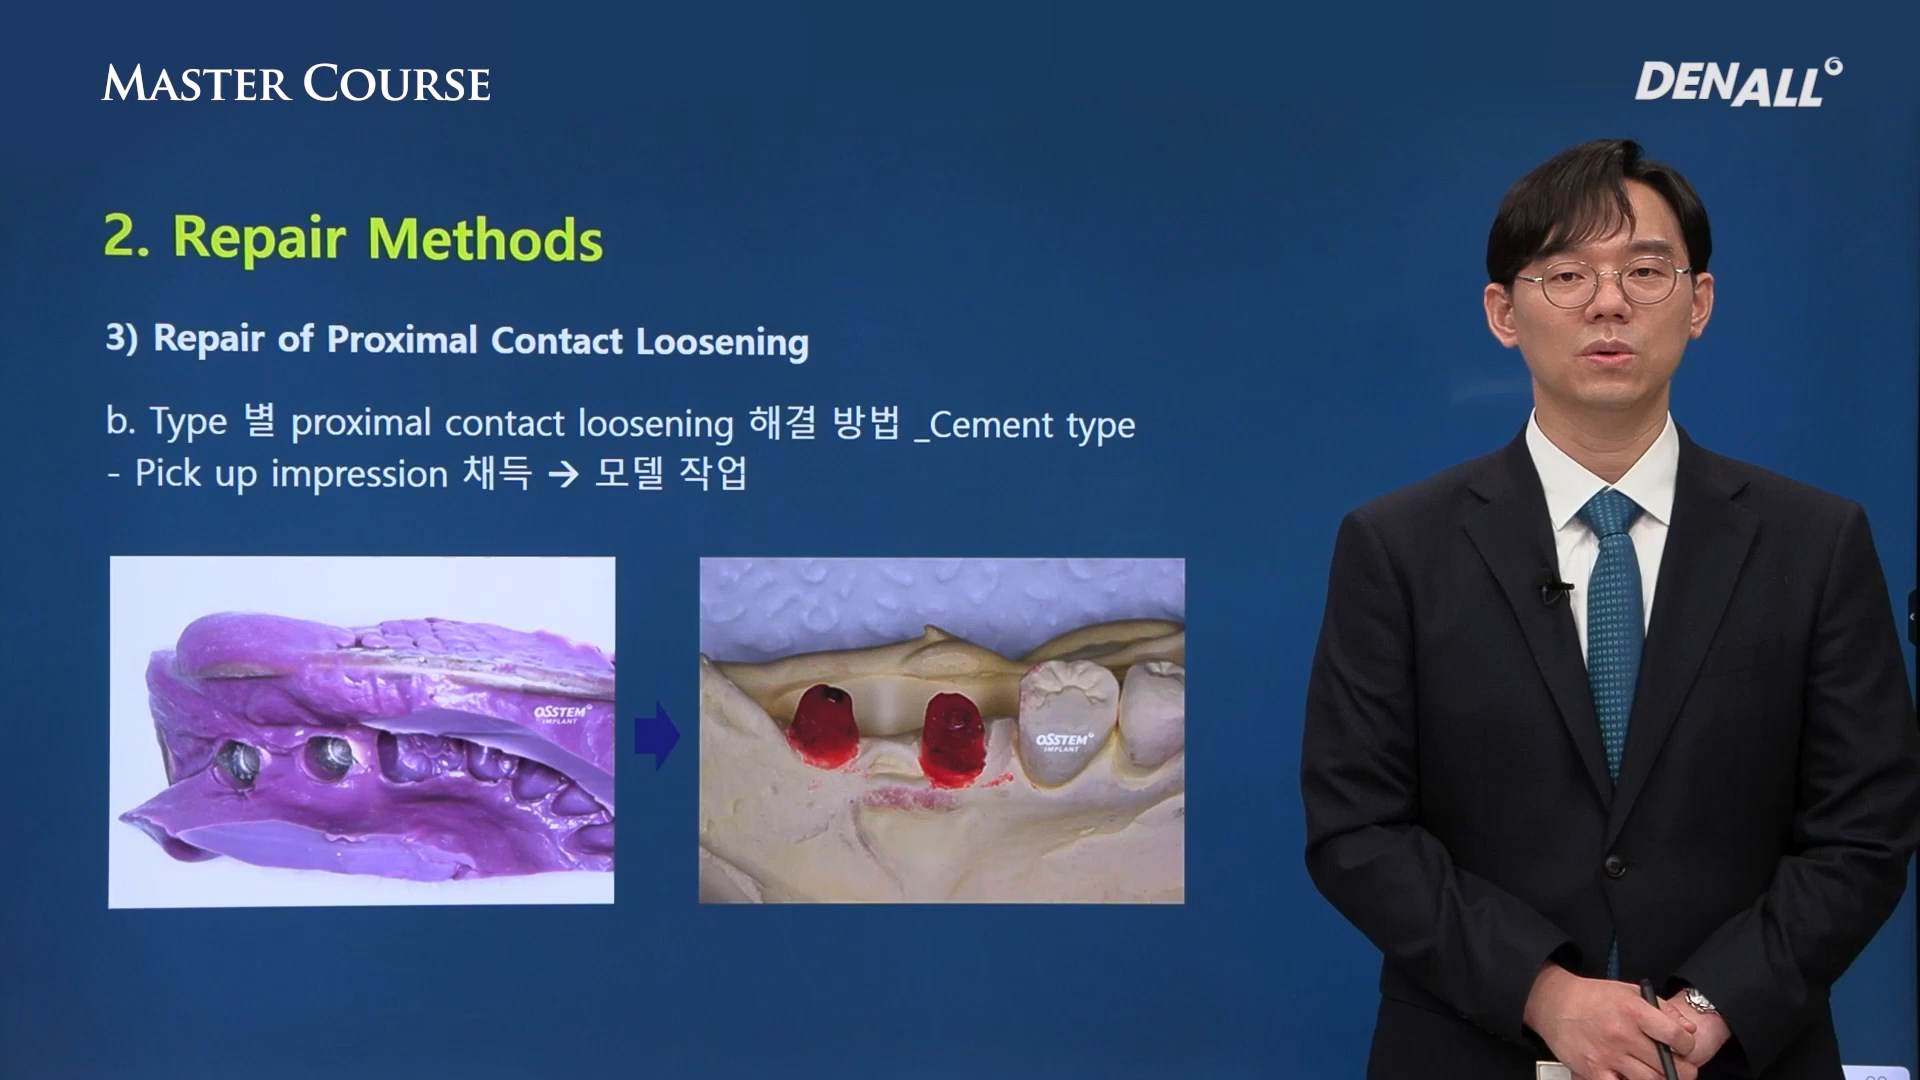 MASTER COURSE
DENALL
2. Repair Methods
3) Repair of Proximal Contact Loosening
b. Type 별 proximal contact loosening 해결 방법 _Cement type
- Pick up impression 채득 → 모델 작업
OSSTEM
IMPLANT
OSSTEM
IMPLANT